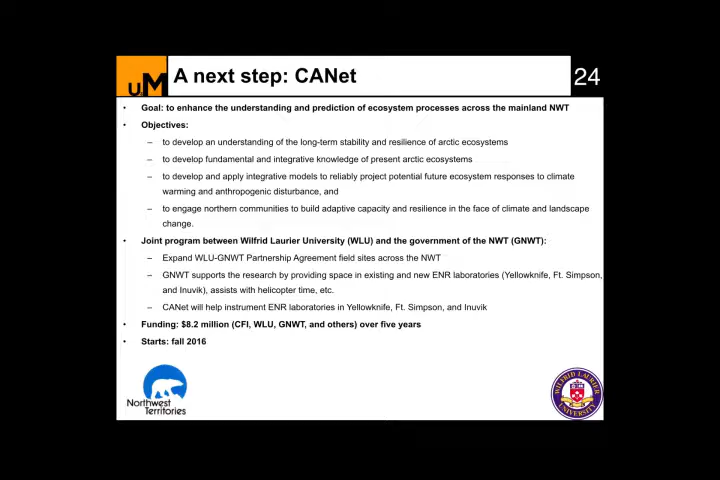 UM
A next step: CANet
24
• Goal: to enhance the understanding and prediction of ecosystem processes across the mainland NWT
• Objectives:
– to develop an understanding of the long-term stability and resilience of arctic ecosystems
– to develop fundamental and integrative knowledge of present arctic ecosystems
– to develop and apply integrative models to reliably project potential future ecosystem responses to climate
warming and anthropogenic disturbance, and
– to engage northern communities to build adaptive capacity and resilience in the face of climate and landscape
change.
• Joint program between Wilfrid Laurier University (WLU) and the government of the NWT (GNWT):
– Expand WLU-GNWT Partnership Agreement field sites across the NWT
– GNWT supports the research by providing space in existing and new ENR laboratories (Yellowknife, Ft. Simpson,
and Inuvik), assists with helicopter time, etc.
– CANet will help instrument ENR laboratories in Yellowknife, Ft. Simpson, and Inuvik
• Funding: $8.2 million (CFI, WLU, GNWT, and others) over five years
• Starts: fall 2016
Northwest
Territories
WILFRID LAURIER
UNIVERSITY